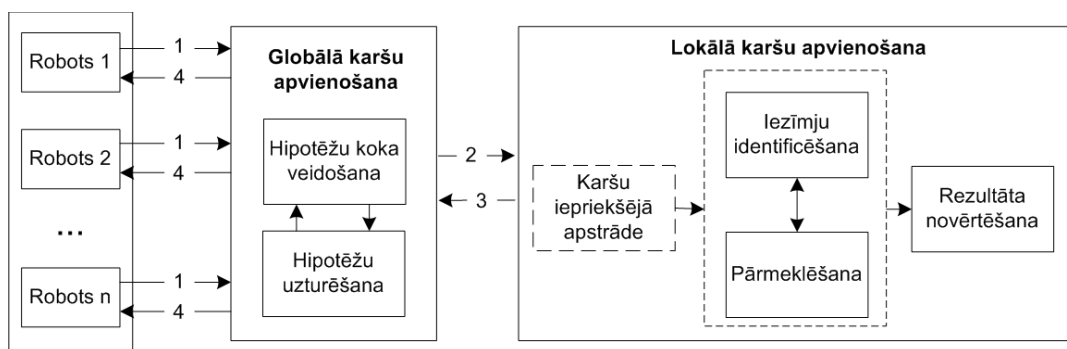 Robots 1
1
4
Robots 2
1
4
...
Robots n
1
4
Globālā karšu
apvienošana
Hipotēžu koka
veidošana
Hipotēžu
uzturēšana
2
3
Lokālā karšu apvienošana
Karšu
iepriekšējā
apstrāde
Iezīmju
identificēšana
Pārmeklēšana
Rezultāta
novērtēšana